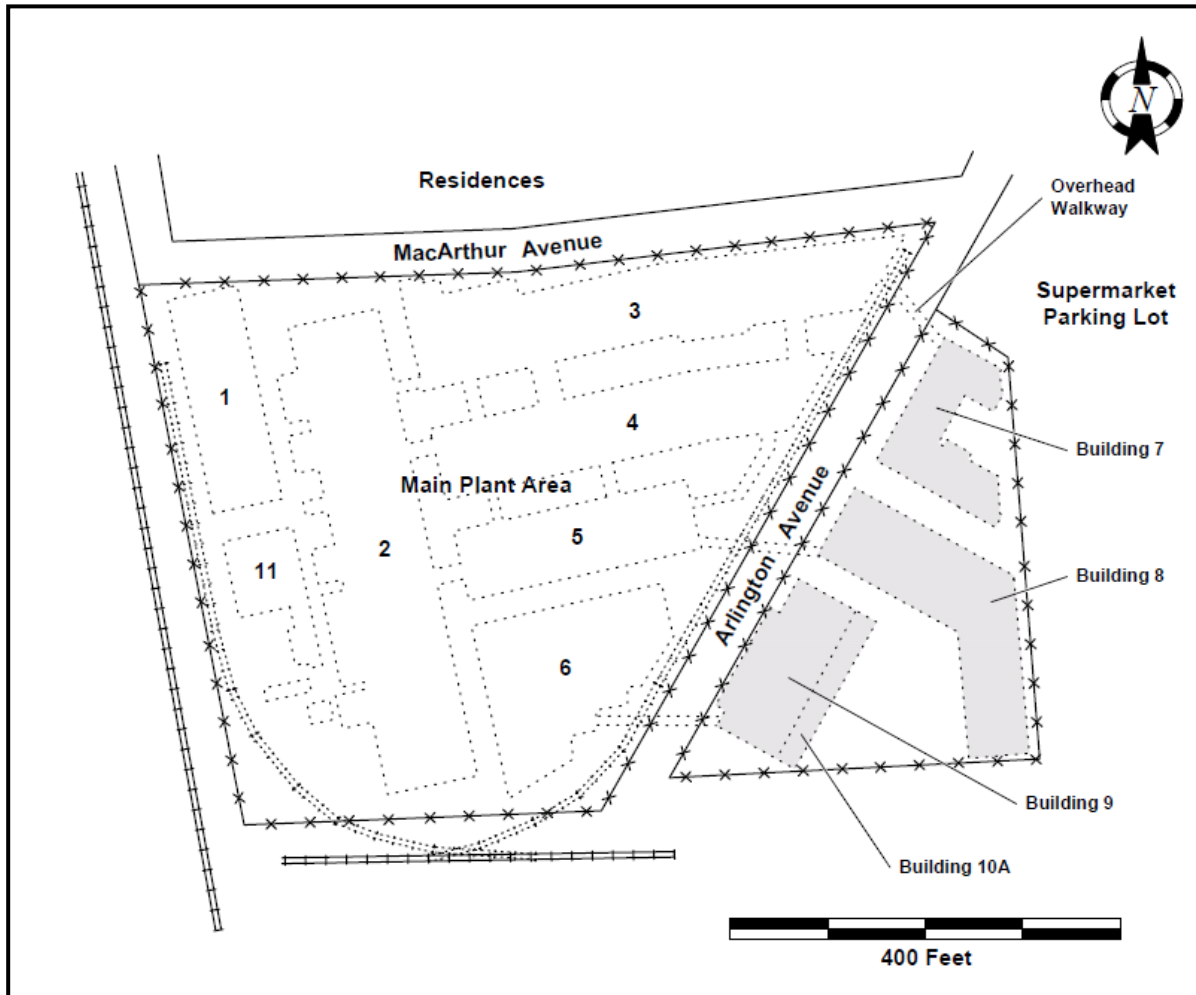 N
Residences
Overhead
Walkway
MacArthur Avenue
Supermarket
Parking Lot
3
1
4
Building 7
Main Plant Area
Arlington Avenue
5
2
11
Building 8
6
Building 9
Building 10A
400 Feet